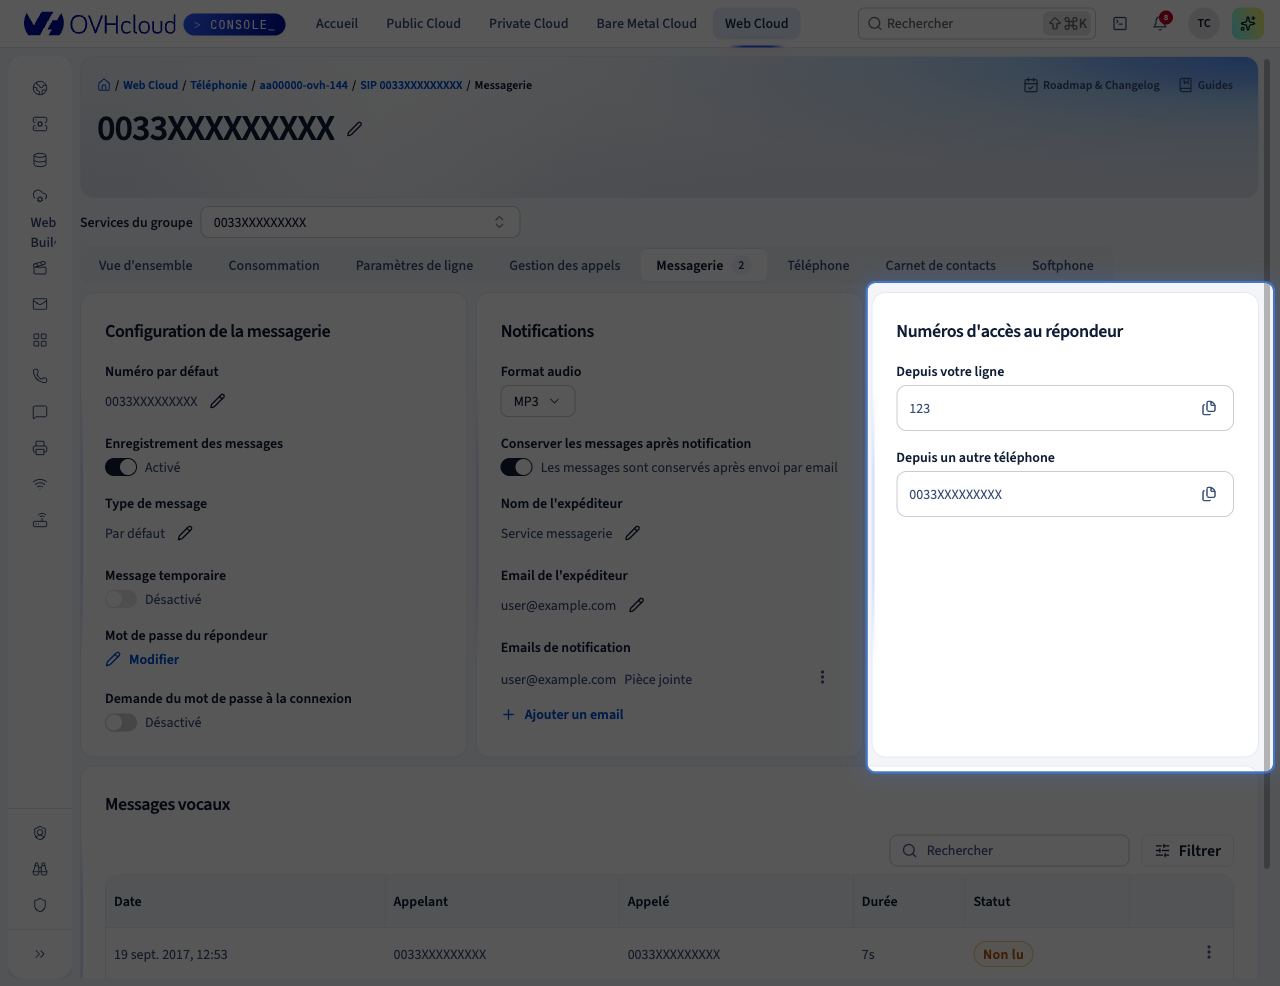 OVHcloud > CONSOLE_ Accueil Public Cloud Private Cloud Bare Metal Cloud Web Cloud Rechercher ⇧⌘K 8 TC
/ Web Cloud / Téléphonie / aa00000-ovh-144 / SIP 0033XXXXXXXXX / Messagerie Roadmap & Changelog Guides
0033XXXXXXXXX
Services du groupe 0033XXXXXXXXX
Web
Buil
Vue d'ensemble Consommation Paramètres de ligne Gestion des appels Messagerie 2 Téléphone Carnet de contacts Softphone
Configuration de la messagerie
Numéro par défaut
0033XXXXXXXXX
Enregistrement des messages
Activé
Type de message
Par défaut
Message temporaire
Désactivé
Mot de passe du répondeur
Modifier
Demande du mot de passe à la connexion
Désactivé
Notifications
Format audio
MP3
Conserver les messages après notification
Les messages sont conservés après envoi par email
Nom de l'expéditeur
Service messagerie
Email de l'expéditeur
user@example.com
Emails de notification
user@example.com Pièce jointe
Ajouter un email
Numéros d'accès au répondeur
Depuis votre ligne
123
Depuis un autre téléphone
0033XXXXXXXXX
Messages vocaux
Rechercher Filtrer
Date Appelant Appelé Durée Statut
19 sept. 2017, 12:53 0033XXXXXXXXX 0033XXXXXXXXX 7s Non lu